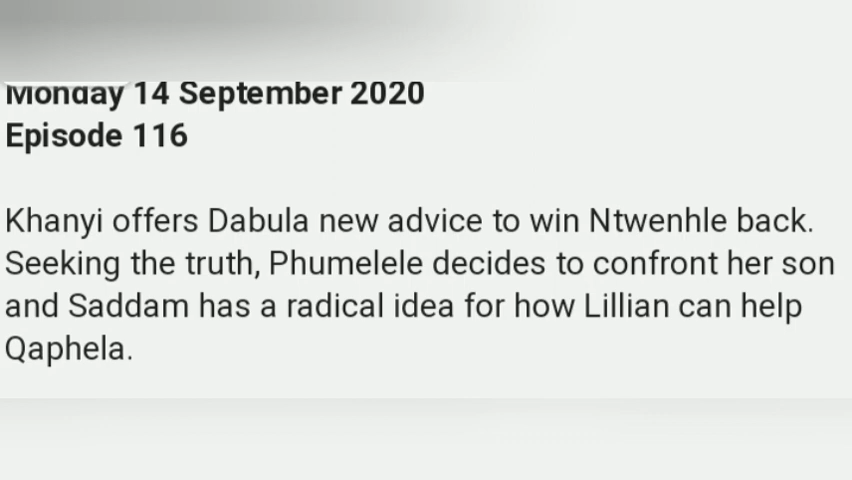 Monday 14 September 2020
Episode 116
Khanyi offers Dabula new advice to win Ntwenhle back.
Seeking the truth, Phumelele decides to confront her son
and Saddam has a radical idea for how Lillian can help
Qaphela.